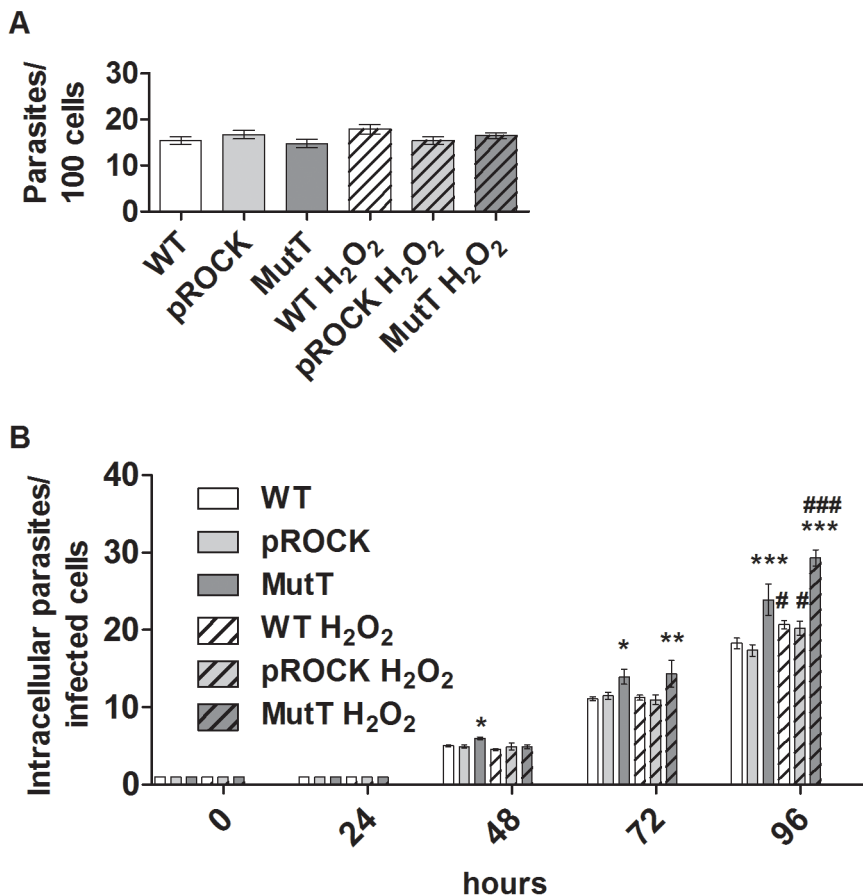 A
Parasites/
100 cells
30
20
10
0
WT
pROCK
MutT
WT H₂O₂
pROCK H₂O₂
MutT H₂O₂
B
Intracellular parasites/
infected cells
40
30
20
10
0
WT
pROCK
MutT
WT H₂O₂
pROCK H₂O₂
MutT H₂O₂
*
*
**
***
# #
###
***
0
24
48
72
96
hours